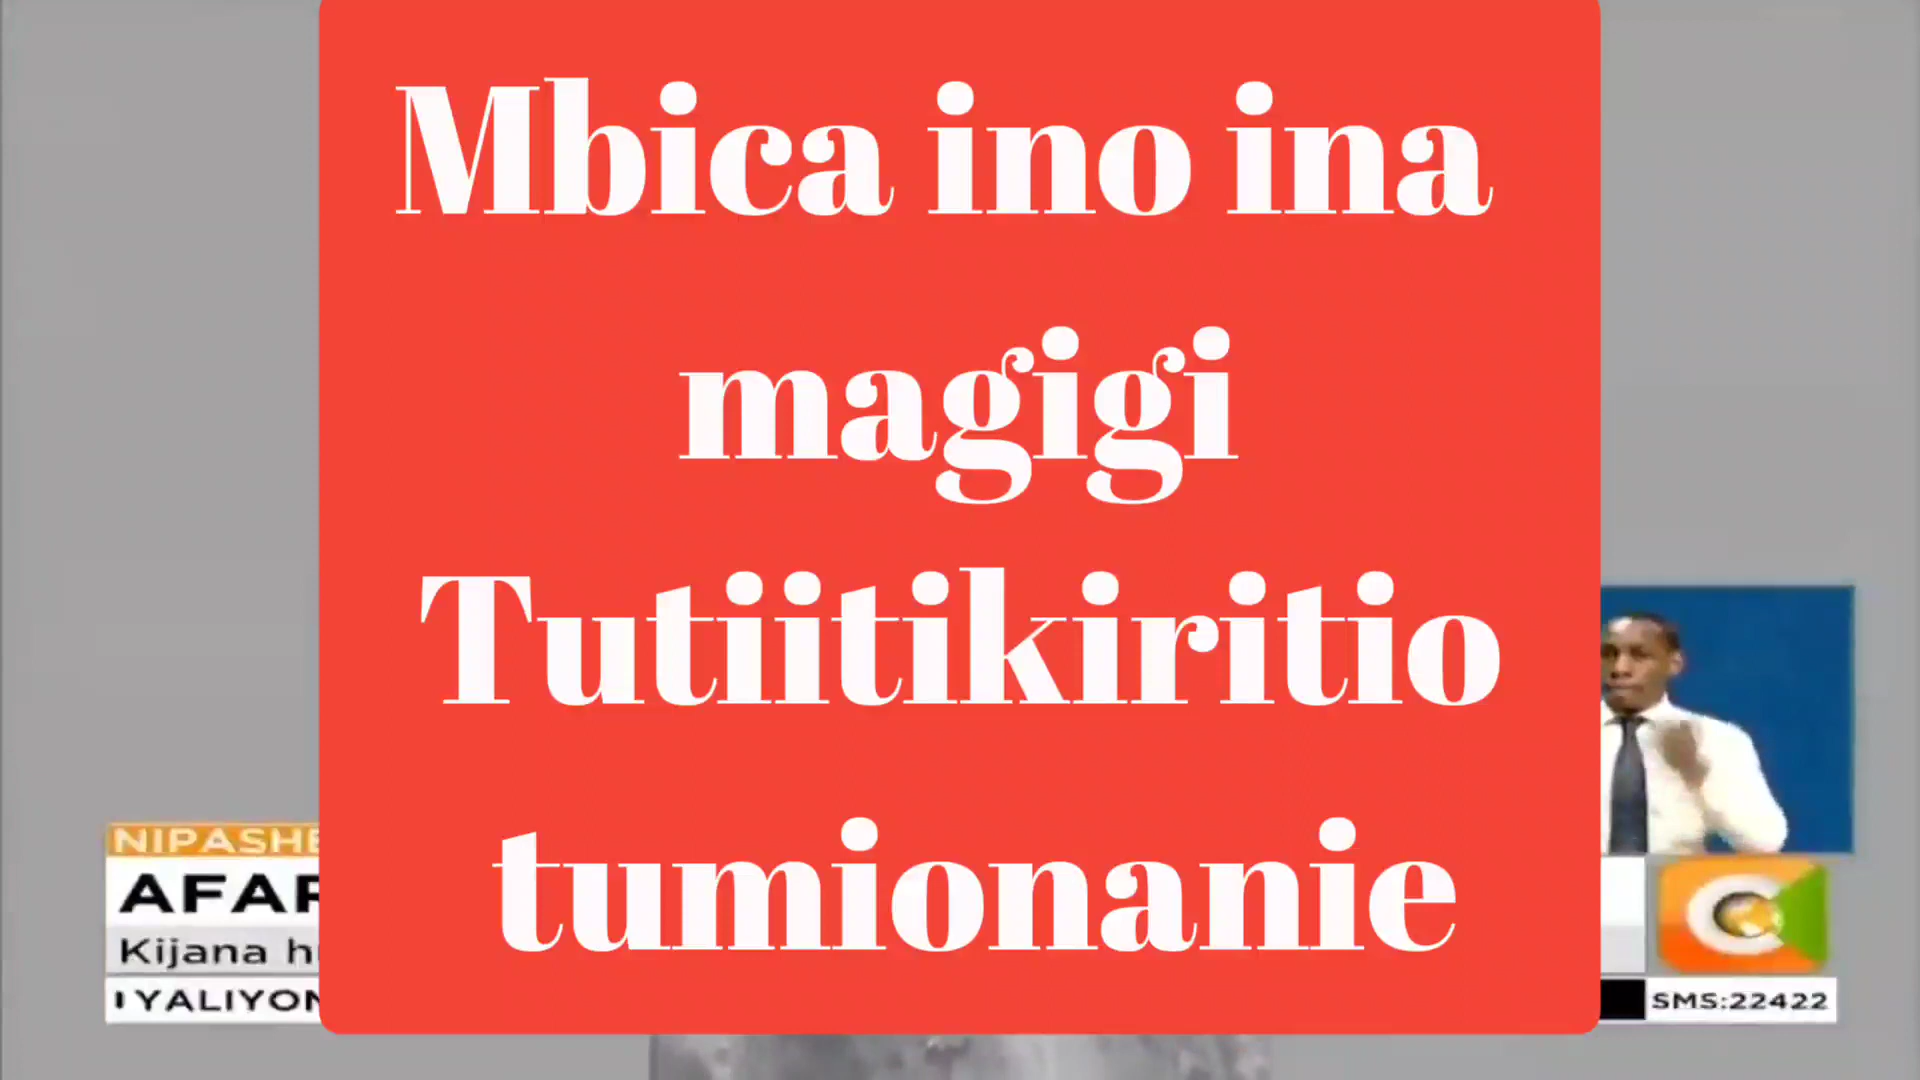 Mbica ino ina
magigi
Tutiitikiritio
tumionanie
NIPASHE
AFAR
Kijana h
YALIYON
SMS:22422